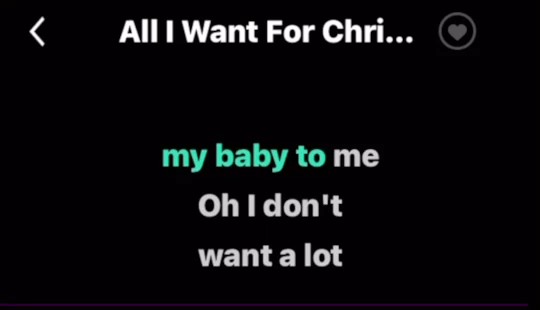 All I Want For Chri...
my baby to me
Oh I don't
want a lot